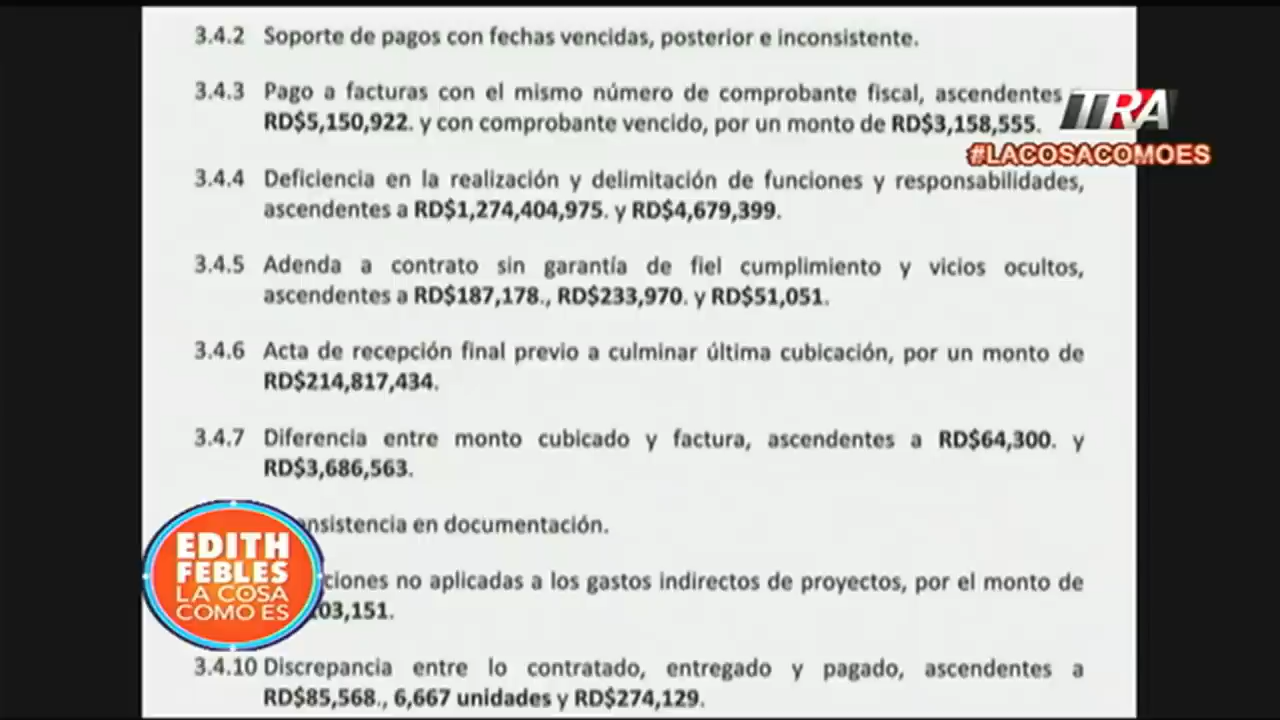 3.4.2 Soporte de pagos con fechas vencidas, posterior e inconsistente.
3.4.3 Pago a facturas con el mismo número de comprobante fiscal, ascendentes
RD$5,150,922. y con comprobante vencido, por un monto de RD$3,158,555.
TRA
#LACOSACOMOES
3.4.4 Deficiencia en la realización y delimitación de funciones y responsabilidades,
ascendentes a RD$1,274,404,975. y RD$4,679,399.
3.4.5 Adenda a contrato sin garantía de fiel cumplimiento y vicios ocultos,
ascendentes a RD$187,178., RD$233,970. y RD$51,051.
3.4.6 Acta de recepción final previo a culminar última cubicación, por un monto de
RD$214,817,434.
3.4.7 Diferencia entre monto cubicado y factura, ascendentes a RD$64,300. y
RD$3,686,563.
en documentación.
no aplicadas a los gastos indirectos de proyectos, por el monto de
03,151.
EDITH
FEBLES
LA COSA
COMO ES
3.4.10 Discrepancia entre lo contratado, entregado y pagado, ascendentes a
RD$85,568., 6,667 unidades y RD$274,129.